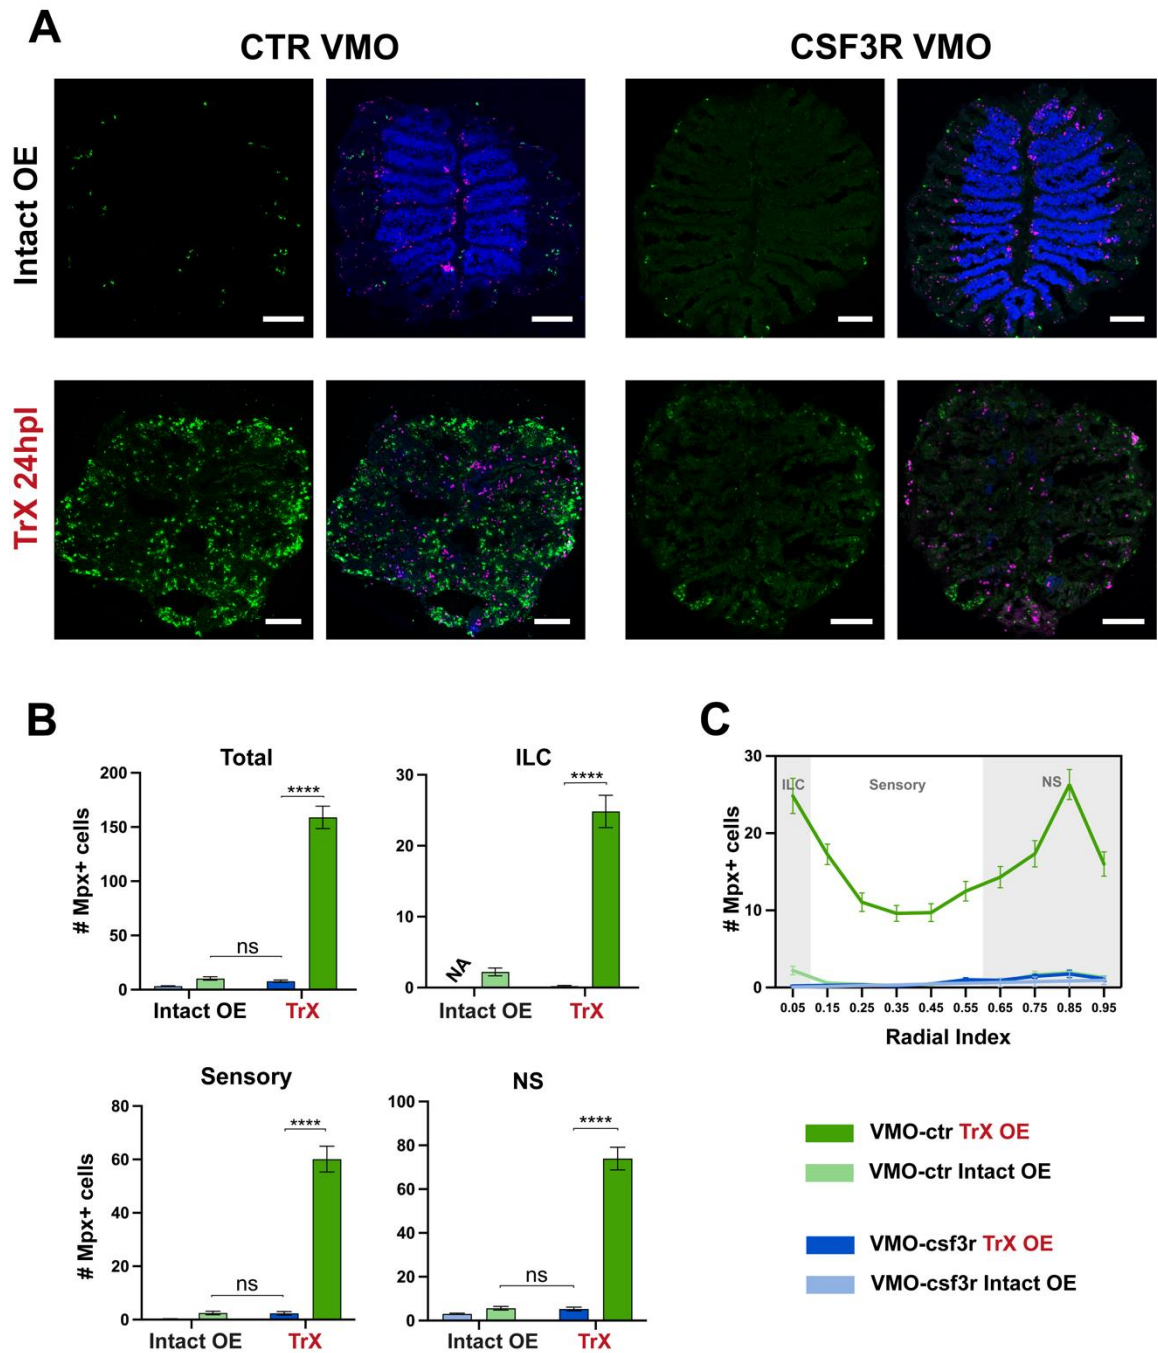 A
CTR VMO
CSF3R VMO
Intact OE
TrX 24hpl
B
C
Total
# Mpx+ cells
200
150
100
50
0
ns
****
Intact OE
TrX
ILC
30
20
10
0
NA
****
Intact OE
TrX
# Mpx+ cells
30
20
10
0
ILC
Sensory
NS
0.05 0.15 0.25 0.35 0.45 0.55 0.65 0.75 0.85 0.95
Radial Index
Sensory
# Mpx+ cells
80
60
40
20
0
ns
****
Intact OE
TrX
NS
100
80
60
40
20
0
ns
****
Intact OE
TrX
VMO-ctr TrX OE
VMO-ctr Intact OE
VMO-csf3r TrX OE
VMO-csf3r Intact OE